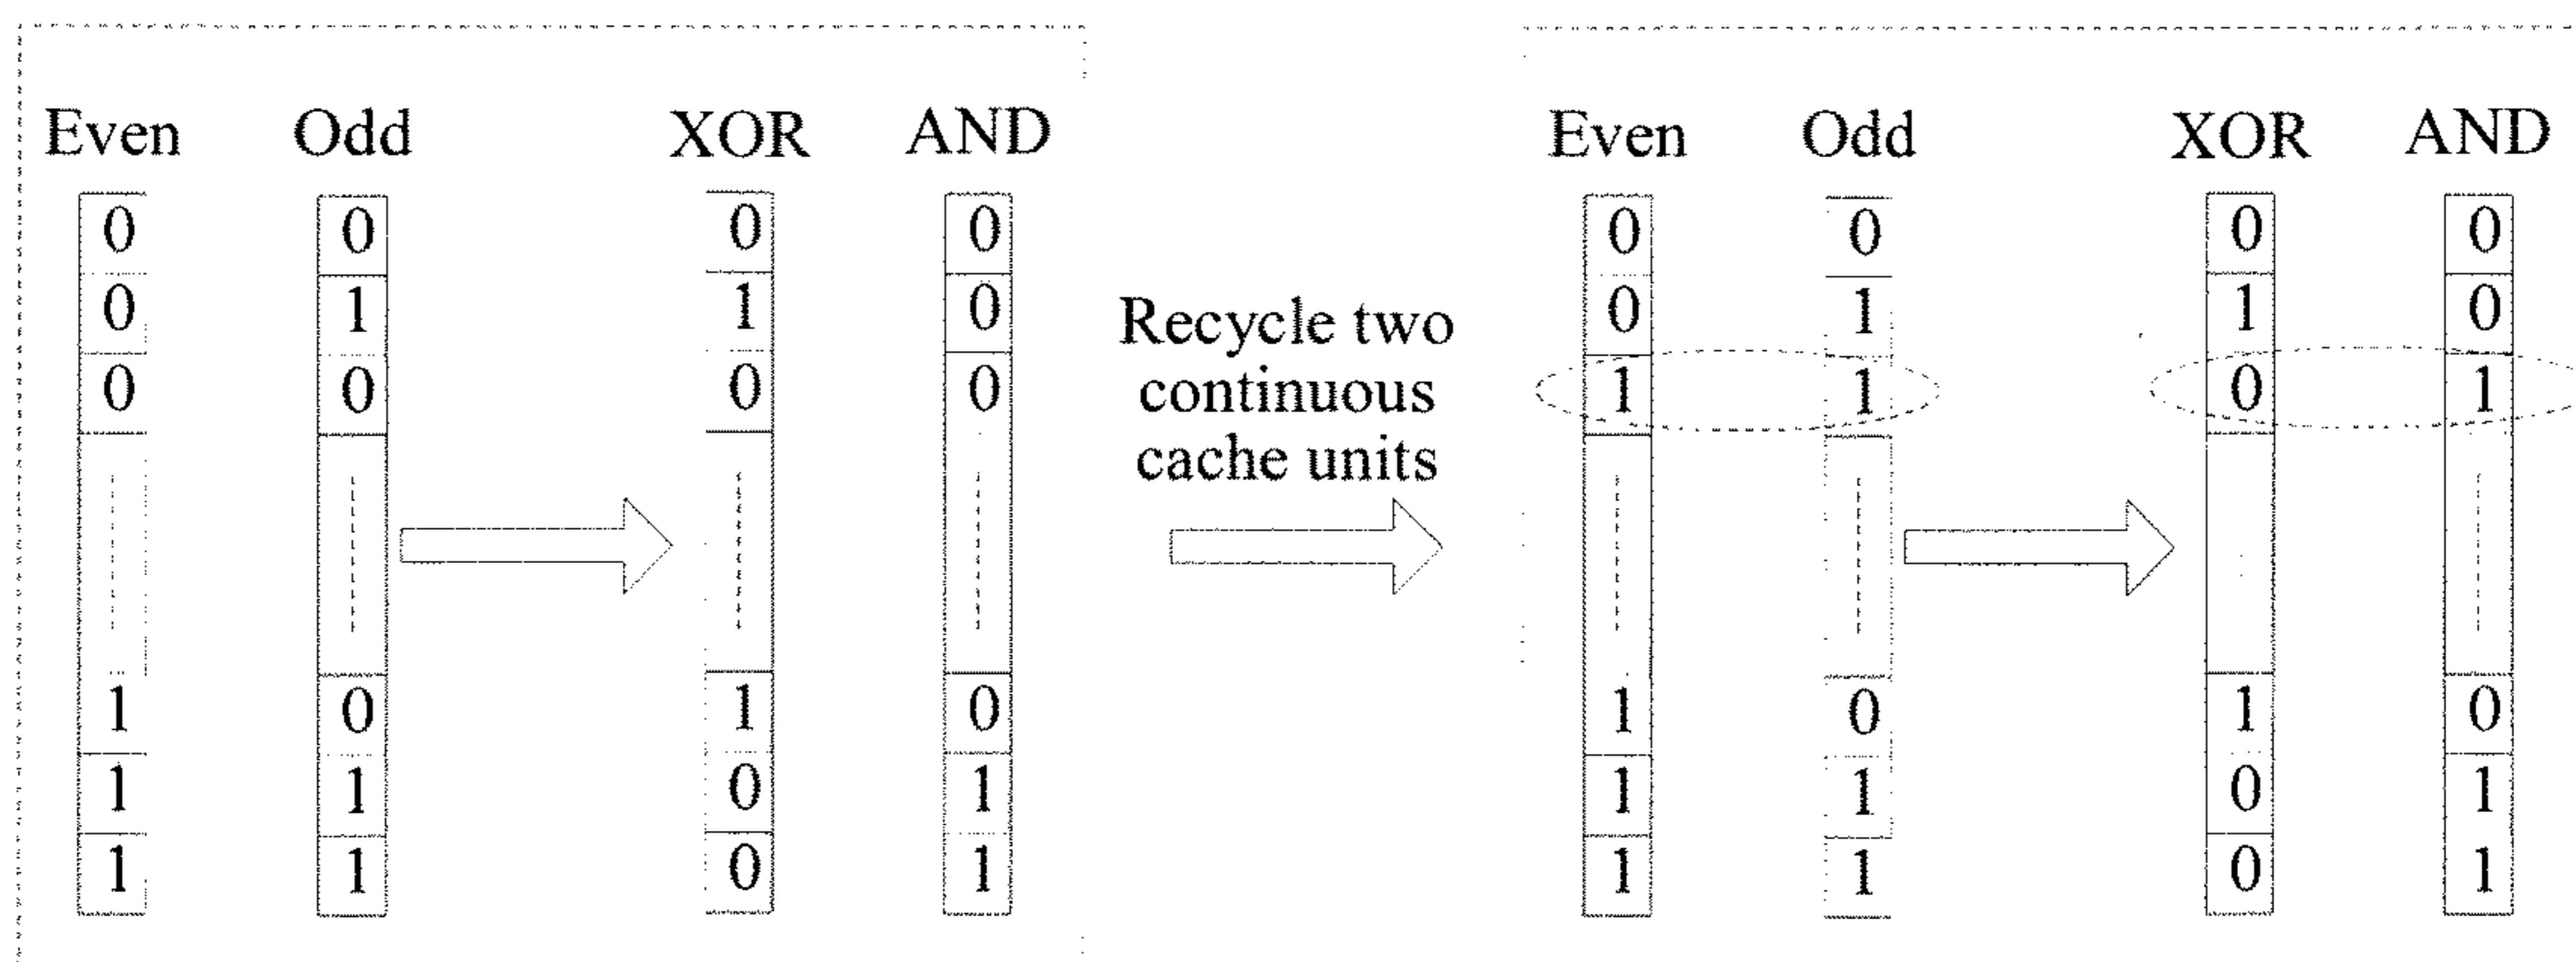 Even Odd XOR AND Even Odd XOR AND
0 0 0 0 0 0 0 0
0 1 1 0 0 1 1 0
Recycle two
0 0 0 0 1 1 0 1
continuous
cache units
1 0 1 0 1 0 1 0
1 1 0 1 1 1 0 1
1 1 0 1 1 1 0 1